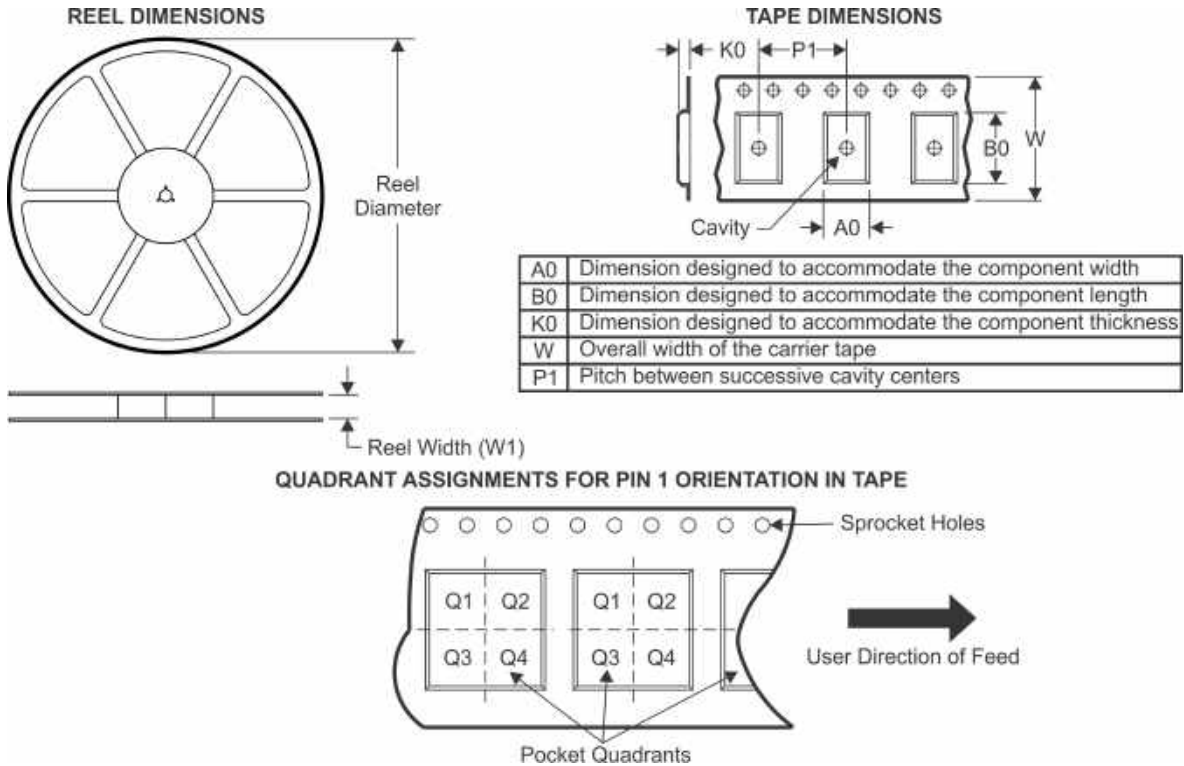 REEL DIMENSIONS
Reel
Diameter
Reel Width (W1)
TAPE DIMENSIONS
K0
P1
B0
W
Cavity
A0
A0 Dimension designed to accommodate the component width
B0 Dimension designed to accommodate the component length
K0 Dimension designed to accommodate the component thickness
W Overall width of the carrier tape
P1 Pitch between successive cavity centers
QUADRANT ASSIGNMENTS FOR PIN 1 ORIENTATION IN TAPE
Sprocket Holes
Q1 Q2 Q1 Q2
Q3 Q4 Q3 Q4
User Direction of Feed
Pocket Quadrants